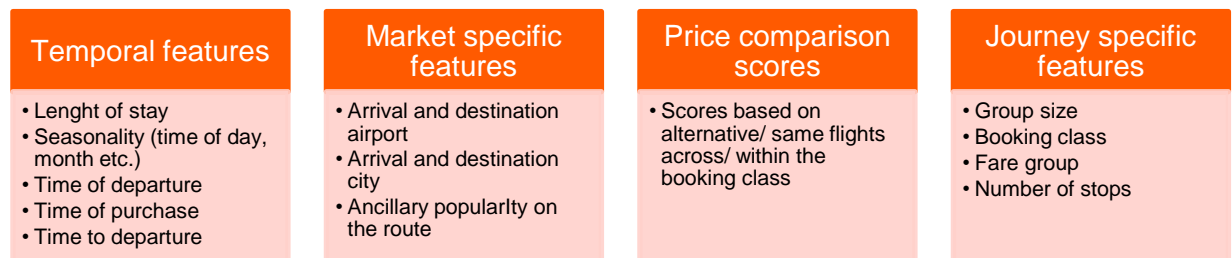 Temporal features
• Lenght of stay
• Seasonality (time of day,
month etc.)
• Time of departure
• Time of purchase
• Time to departure
Market specific
features
• Arrival and destination
airport
• Arrival and destination
city
• Ancillary popularIty on
the route
Price comparison
scores
• Scores based on
alternative/ same flights
across/ within the
booking class
Journey specific
features
• Group size
• Booking class
• Fare group
• Number of stops